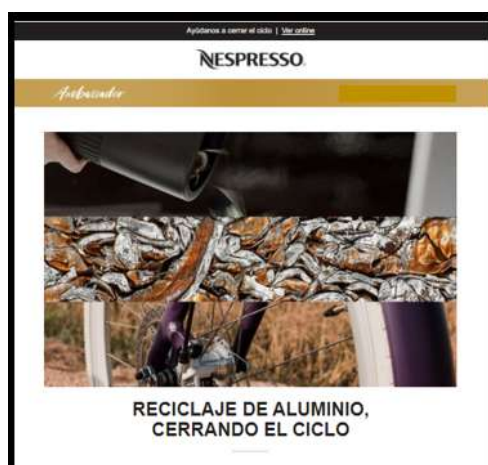 Ayúdanos a cerrar el ciclo | Ver online
NESPRESSO
Ambassador
RECICLAJE DE ALUMINIO,
CERRANDO EL CICLO